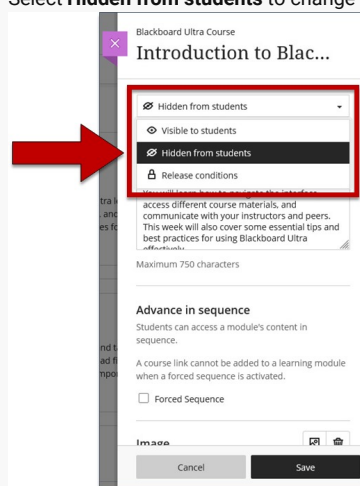 Select Hidden from students to change
Blackboard Ultra Course
Introduction to Blac...
Hidden from students
Visible to students
Hidden from students
Release conditions
You will learn how to navigate the interface,
access different course materials, and
communicate with your instructors and peers.
This week will also cover some essential tips and
best practices for using Blackboard Ultra
effectively.
Maximum 750 characters
Advance in sequence
Students can access a module's content in
sequence.
A course link cannot be added to a learning module
when a forced sequence is activated.
Forced Sequence
Image
Cancel
Save